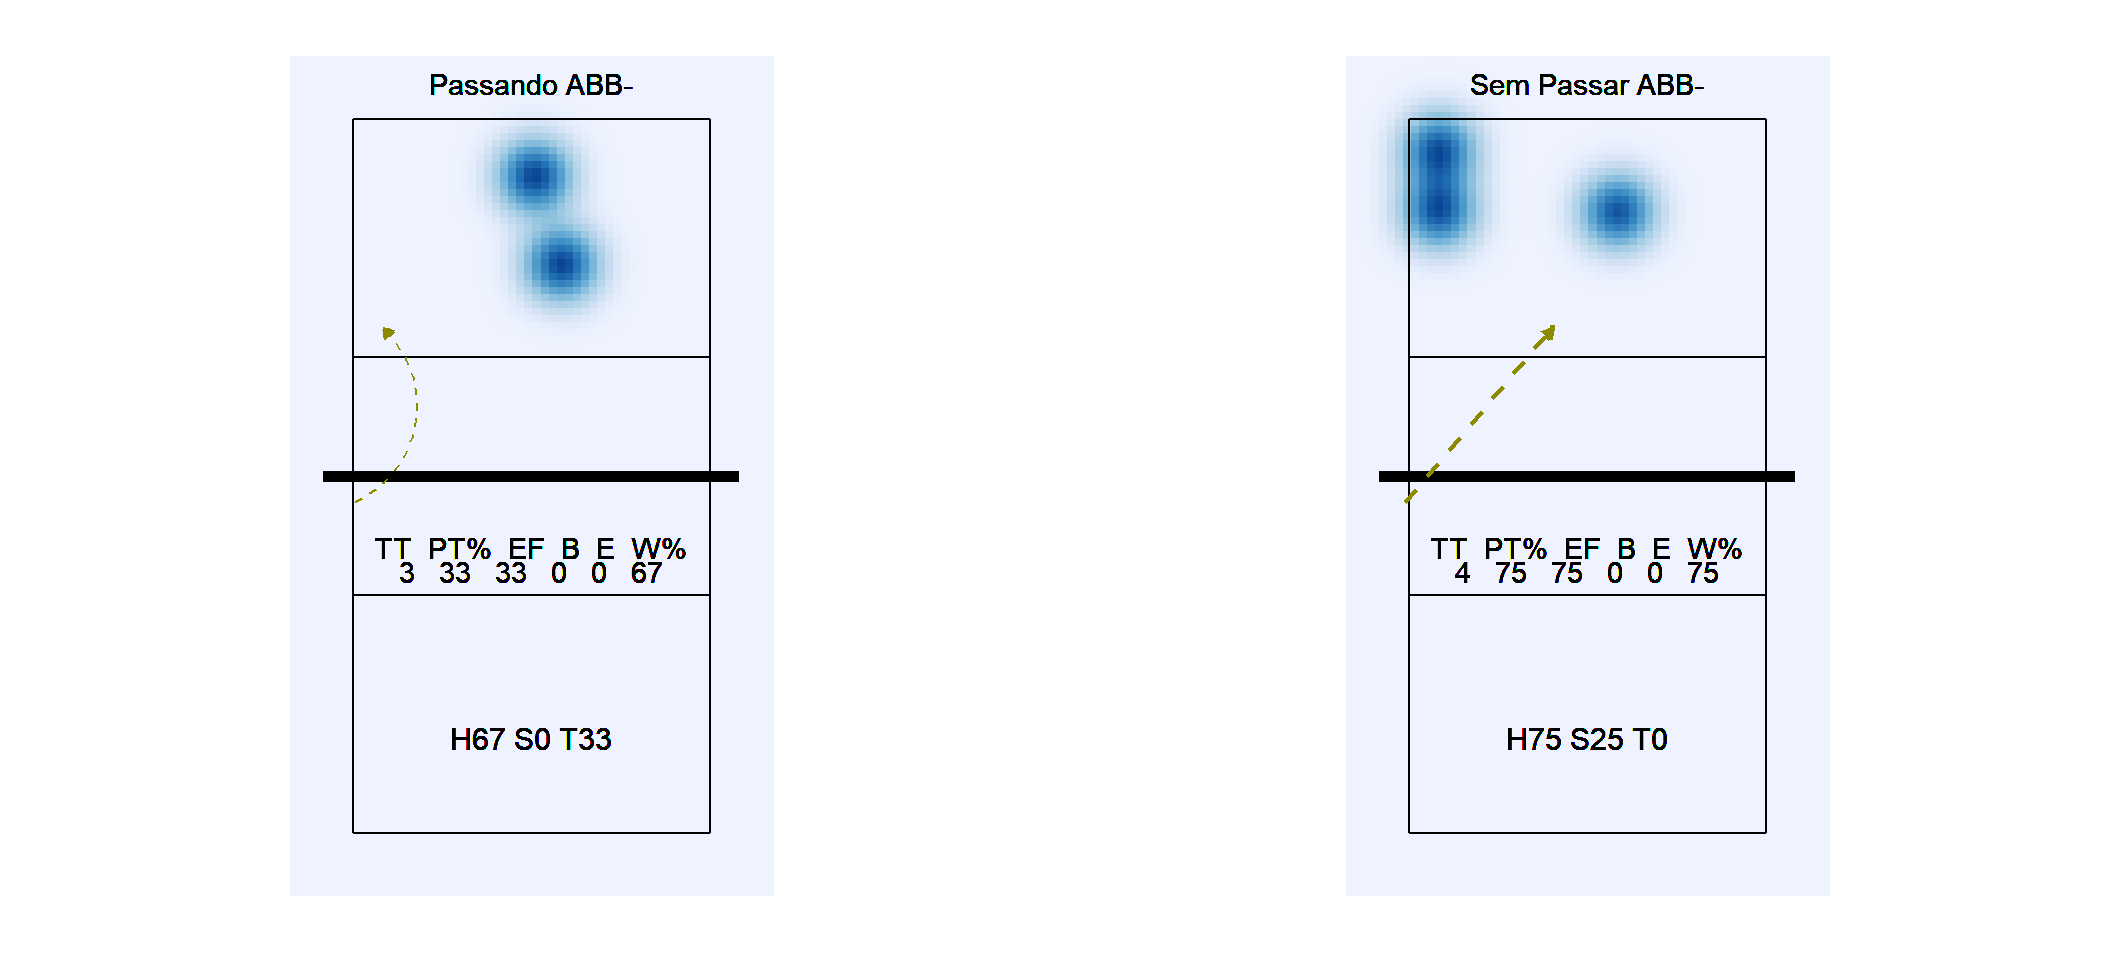 Passando ABB-
TT PT% EF B E W%
3 33 33 0 0 67
H67 S0 T33
Sem Passar ABB-
TT PT% EF B E W%
4 75 75 0 0 75
H75 S25 T0